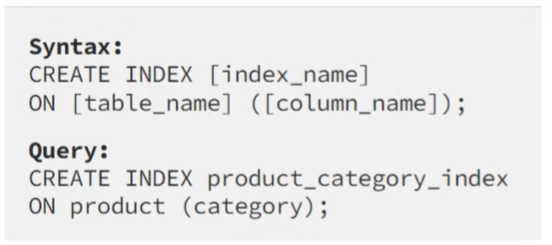 Syntax:
CREATE INDEX [index_name]
ON [table_name] ([column_name]);
Query:
CREATE INDEX product_category_index
ON product (category);